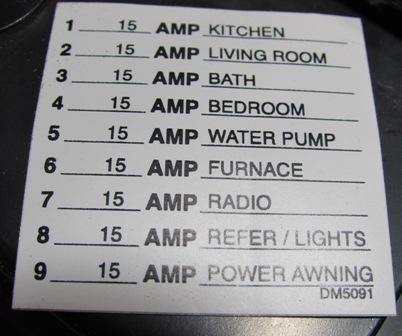 1 15 AMP KITCHEN
2 15 AMP LIVING ROOM
3 15 AMP BATH
4 15 AMP BEDROOM
5 15 AMP WATER PUMP
6 15 AMP FURNACE
7 15 AMP RADIO
8 15 AMP REFER / LIGHTS
9 15 AMP POWER AWNING
DM5091